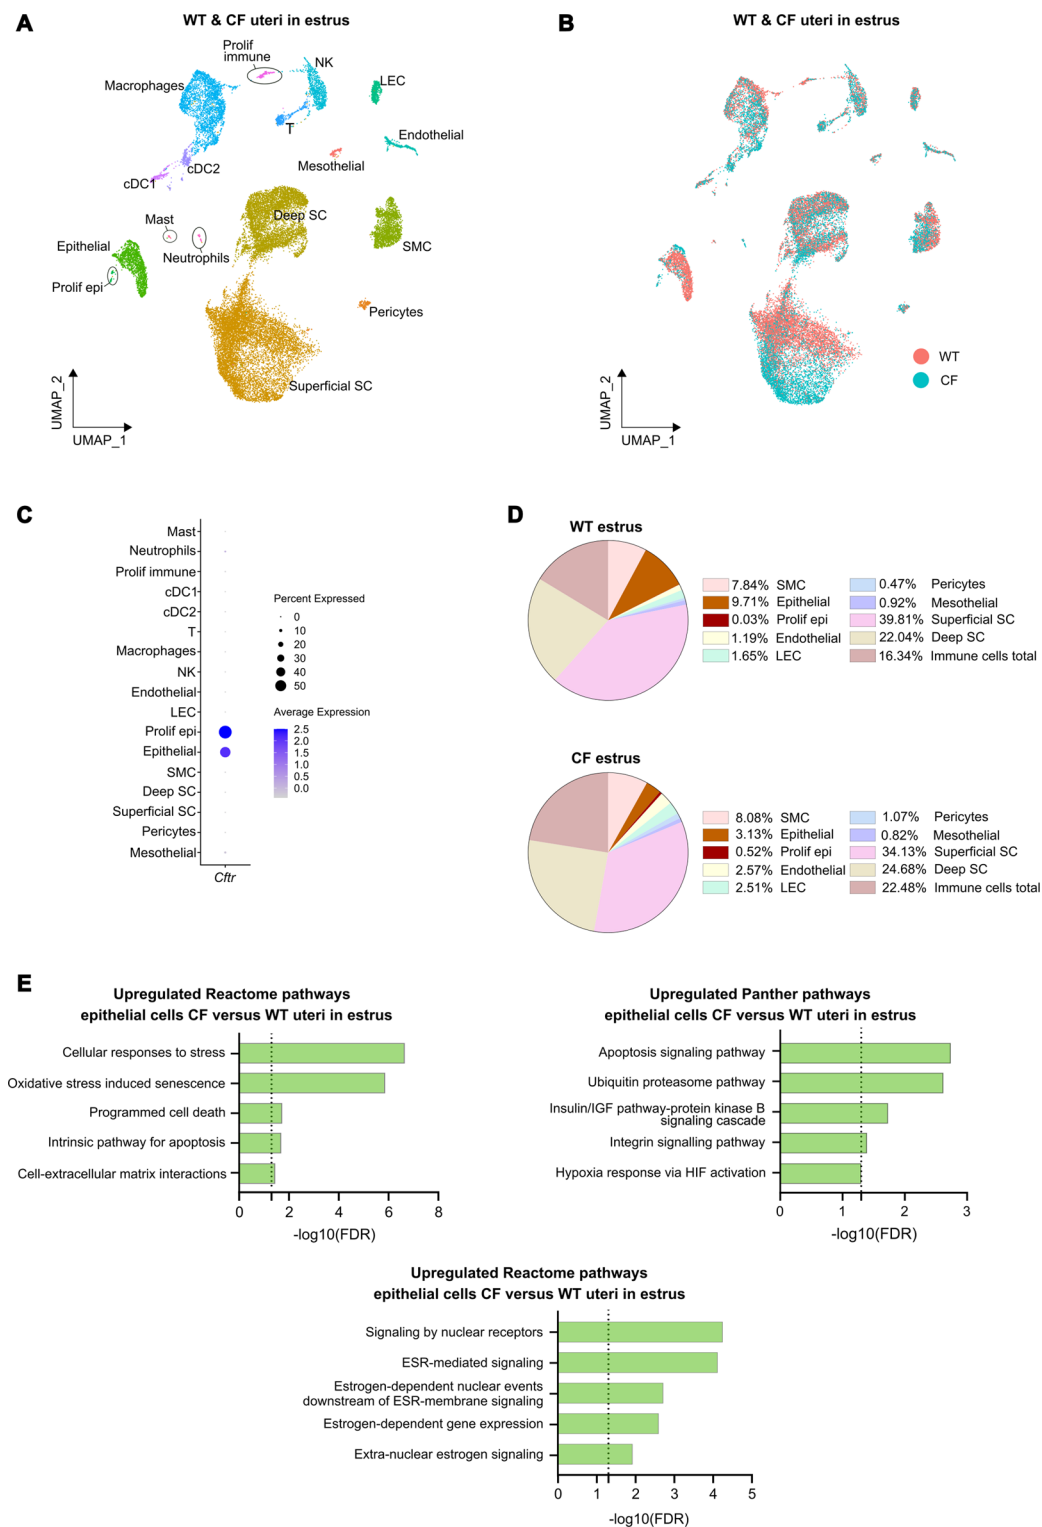 A
WT & CF uteri in estrus
Prolif
immune
NK
Macrophages
LEC
T
Endothelial
Mesothelial
cDC2
cDC1
Mast
Deep SC
Epithelial
Neutrophils
SMC
Prolif epi
Pericytes
Superficial SC
UMAP_2
UMAP_1
B
WT & CF uteri in estrus
WT
CF
UMAP_2
UMAP_1
C
Mast
Neutrophils
Prolif immune
cDC1
cDC2
T
Macrophages
NK
Endothelial
LEC
Prolif epi
Epithelial
SMC
Deep SC
Superficial SC
Pericytes
Mesothelial
Cftr
Percent Expressed
0
10
20
30
40
50
Average Expression
2.5
2.0
1.5
1.0
0.5
0.0
D
WT estrus
7.84% SMC
9.71% Epithelial
0.03% Prolif epi
1.19% Endothelial
1.65% LEC
0.47% Pericytes
0.92% Mesothelial
39.81% Superficial SC
22.04% Deep SC
16.34% Immune cells total
CF estrus
8.08% SMC
3.13% Epithelial
0.52% Prolif epi
2.57% Endothelial
2.51% LEC
1.07% Pericytes
0.82% Mesothelial
34.13% Superficial SC
24.68% Deep SC
22.48% Immune cells total
E
Upregulated Reactome pathways
epithelial cells CF versus WT uteri in estrus
Cellular responses to stress
Oxidative stress induced senescence
Programmed cell death
Intrinsic pathway for apoptosis
Cell-extracellular matrix interactions
0 2 4 6 8
-log10(FDR)
Upregulated Panther pathways
epithelial cells CF versus WT uteri in estrus
Apoptosis signaling pathway
Ubiquitin proteasome pathway
Insulin/IGF pathway-protein kinase B
signaling cascade
Integrin signalling pathway
Hypoxia response via HIF activation
0 1 2 3
-log10(FDR)
Upregulated Reactome pathways
epithelial cells CF versus WT uteri in estrus
Signaling by nuclear receptors
ESR-mediated signaling
Estrogen-dependent nuclear events
downstream of ESR-membrane signaling
Estrogen-dependent gene expression
Extra-nuclear estrogen signaling
0 1 2 3 4 5
-log10(FDR)